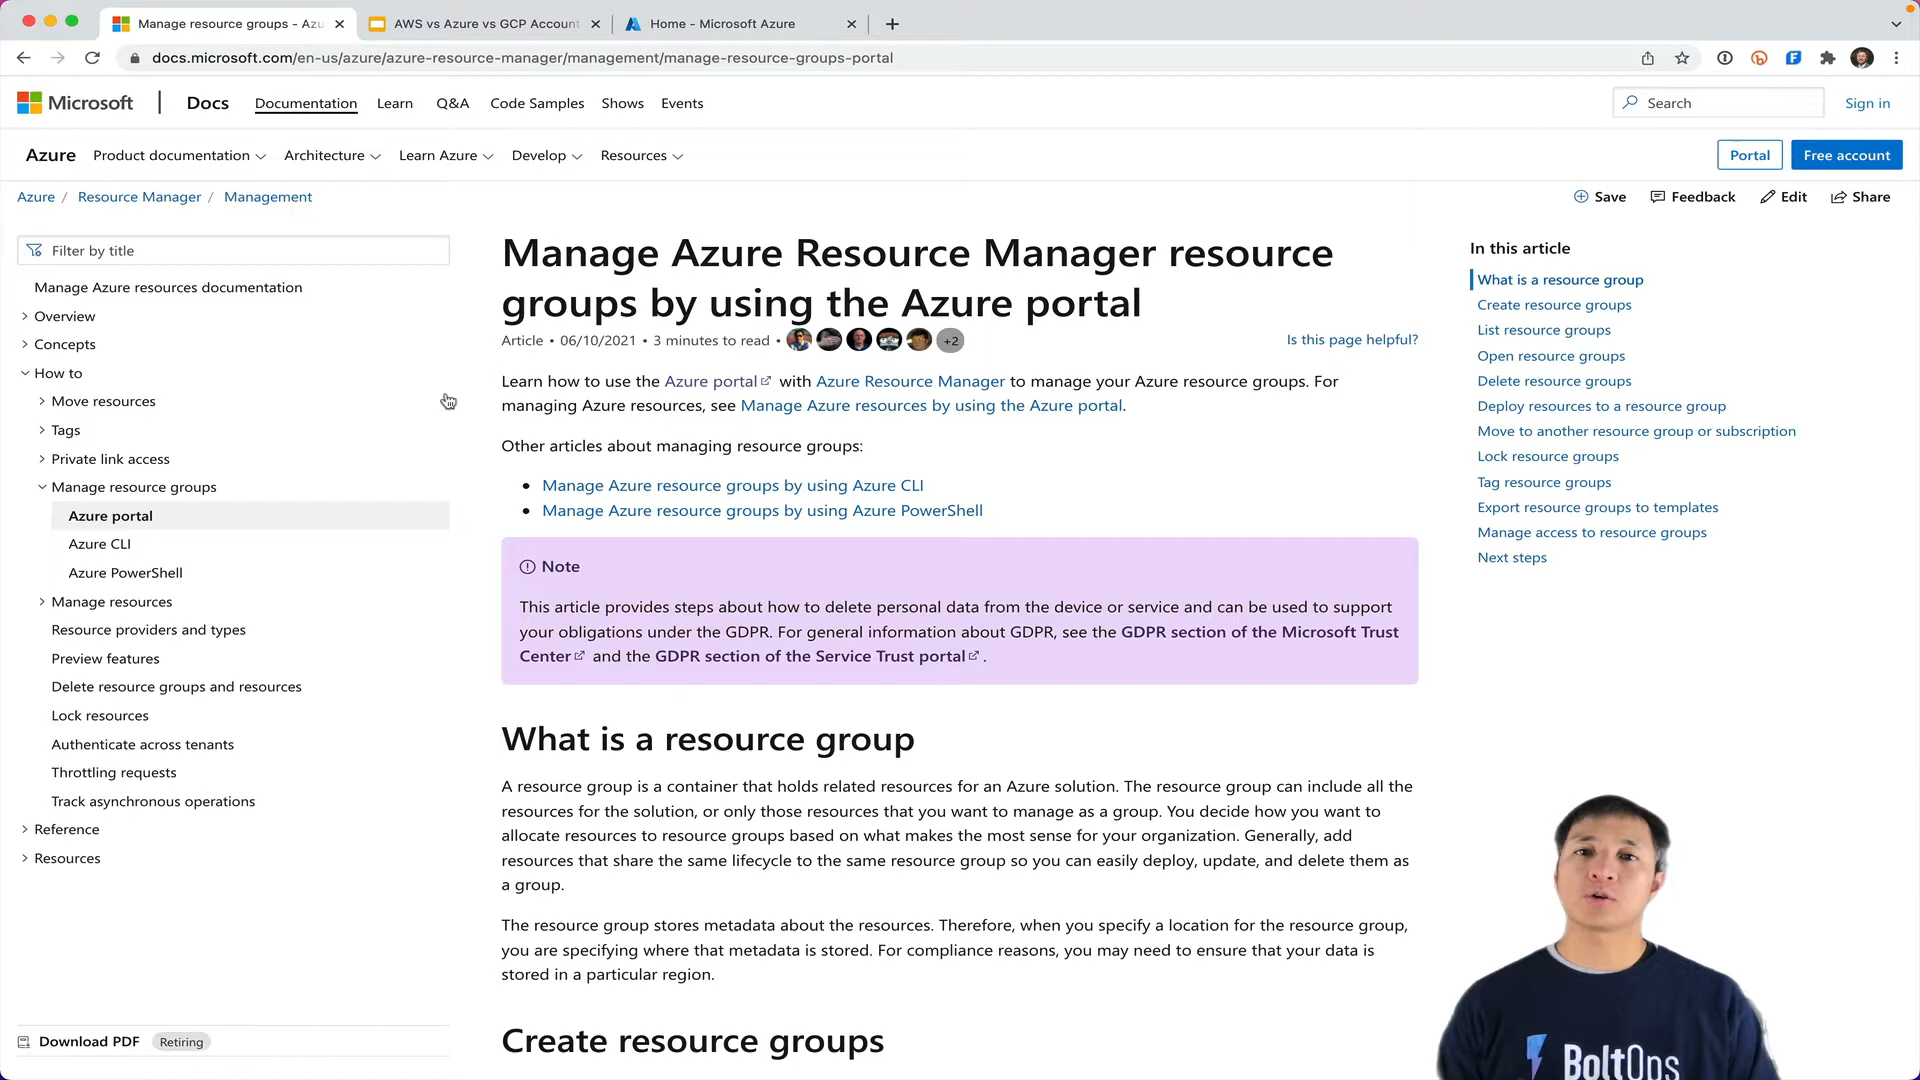 Manage resource groups - Azu
AWS vs Azure vs GCP Account
Home - Microsoft Azure
docs.microsoft.com/en-us/azure/azure-resource-manager/management/manage-resource-groups-portal
Microsoft
Docs
Documentation
Learn
Q&A
Code Samples
Shows
Events
Search
Sign in
Azure
Product documentation
Architecture
Learn Azure
Develop
Resources
Portal
Free account
Azure / Resource Manager / Management
Save
Feedback
Edit
Share
Filter by title
Manage Azure resources documentation
Overview
Concepts
How to
Move resources
Tags
Private link access
Manage resource groups
Azure portal
Azure CLI
Azure PowerShell
Manage resources
Resource providers and types
Preview features
Delete resource groups and resources
Lock resources
Authenticate across tenants
Throttling requests
Track asynchronous operations
Reference
Resources
Download PDF
Retiring
Manage Azure Resource Manager resource
groups by using the Azure portal
Article • 06/10/2021 • 3 minutes to read •
+2
Is this page helpful?
Learn how to use the Azure portal with Azure Resource Manager to manage your Azure resource groups. For
managing Azure resources, see Manage Azure resources by using the Azure portal.
Other articles about managing resource groups:
• Manage Azure resource groups by using Azure CLI
• Manage Azure resource groups by using Azure PowerShell
Note
This article provides steps about how to delete personal data from the device or service and can be used to support
your obligations under the GDPR. For general information about GDPR, see the GDPR section of the Microsoft Trust
Center and the GDPR section of the Service Trust portal .
What is a resource group
A resource group is a container that holds related resources for an Azure solution. The resource group can include all the
resources for the solution, or only those resources that you want to manage as a group. You decide how you want to
allocate resources to resource groups based on what makes the most sense for your organization. Generally, add
resources that share the same lifecycle to the same resource group so you can easily deploy, update, and delete them as
a group.
The resource group stores metadata about the resources. Therefore, when you specify a location for the resource group,
you are specifying where that metadata is stored. For compliance reasons, you may need to ensure that your data is
stored in a particular region.
Create resource groups
In this article
What is a resource group
Create resource groups
List resource groups
Open resource groups
Delete resource groups
Deploy resources to a resource group
Move to another resource group or subscription
Lock resource groups
Tag resource groups
Export resource groups to templates
Manage access to resource groups
Next steps
BoltOps